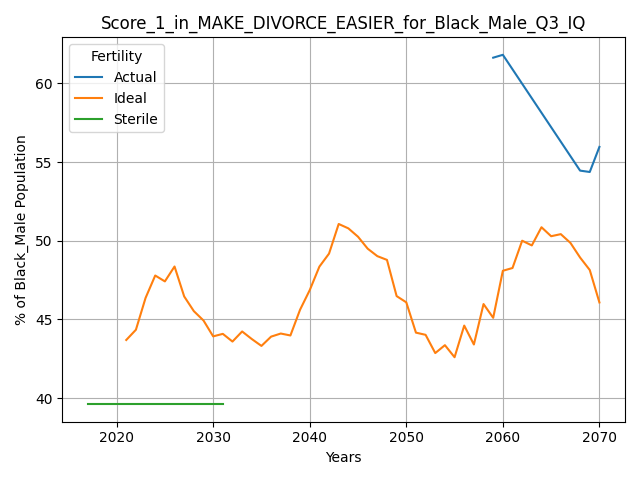 Score_1_in_MAKE_DIVORCE_EASIER_for_Black_Male_Q3_IQ
Fertility
Actual
Ideal
Sterile
% of Black_Male Population
60
55
50
45
40
2020 2030 2040 2050 2060 2070
Years